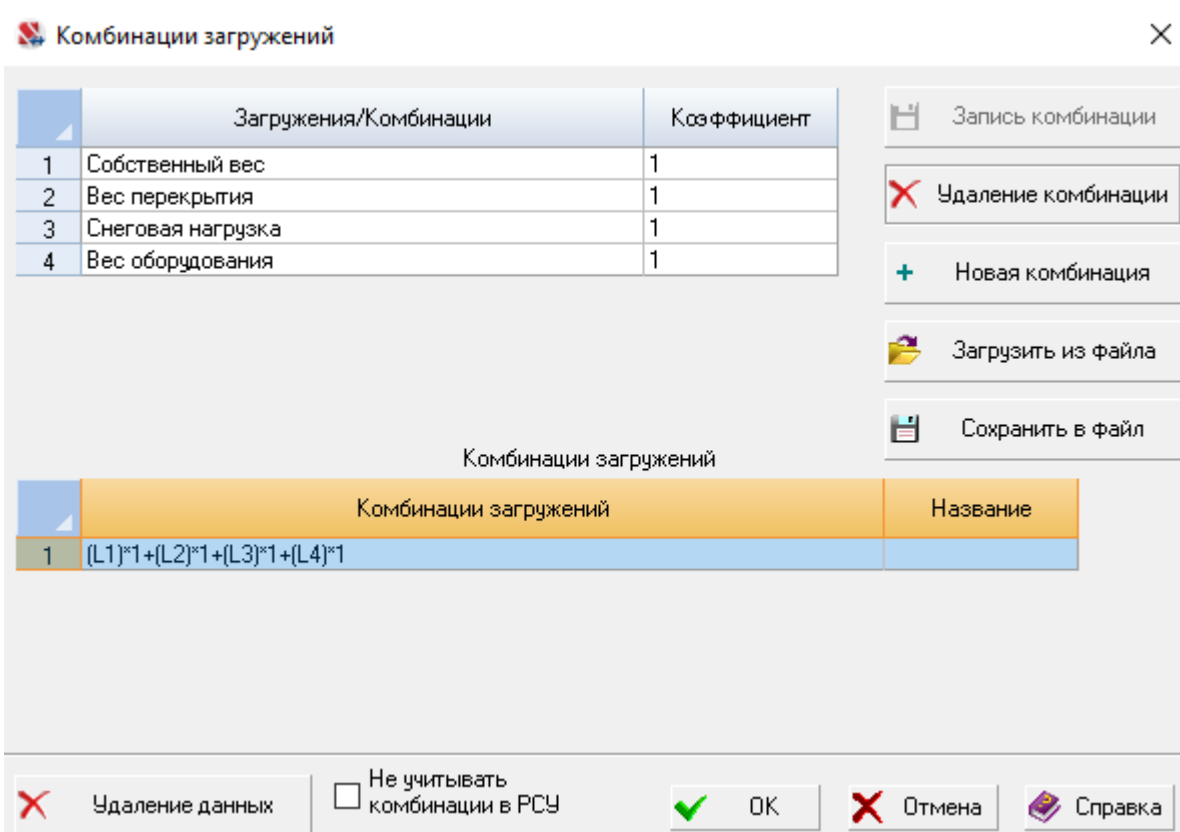 Комбинации загружений
Загружения/Комбинации Коэффициент
1 Собственный вес 1
2 Вес перекрытия 1
3 Снеговая нагрузка 1
4 Вес оборудования 1
Запись комбинации
Удаление комбинации
Новая комбинация
Загрузить из файла
Сохранить в файл
Комбинации загружений
Комбинации загружений Название
1 (L1)*1+(L2)*1+(L3)*1+(L4)*1
Удаление данных
Не учитывать
комбинации в РСУ
OK
Отмена
Справка